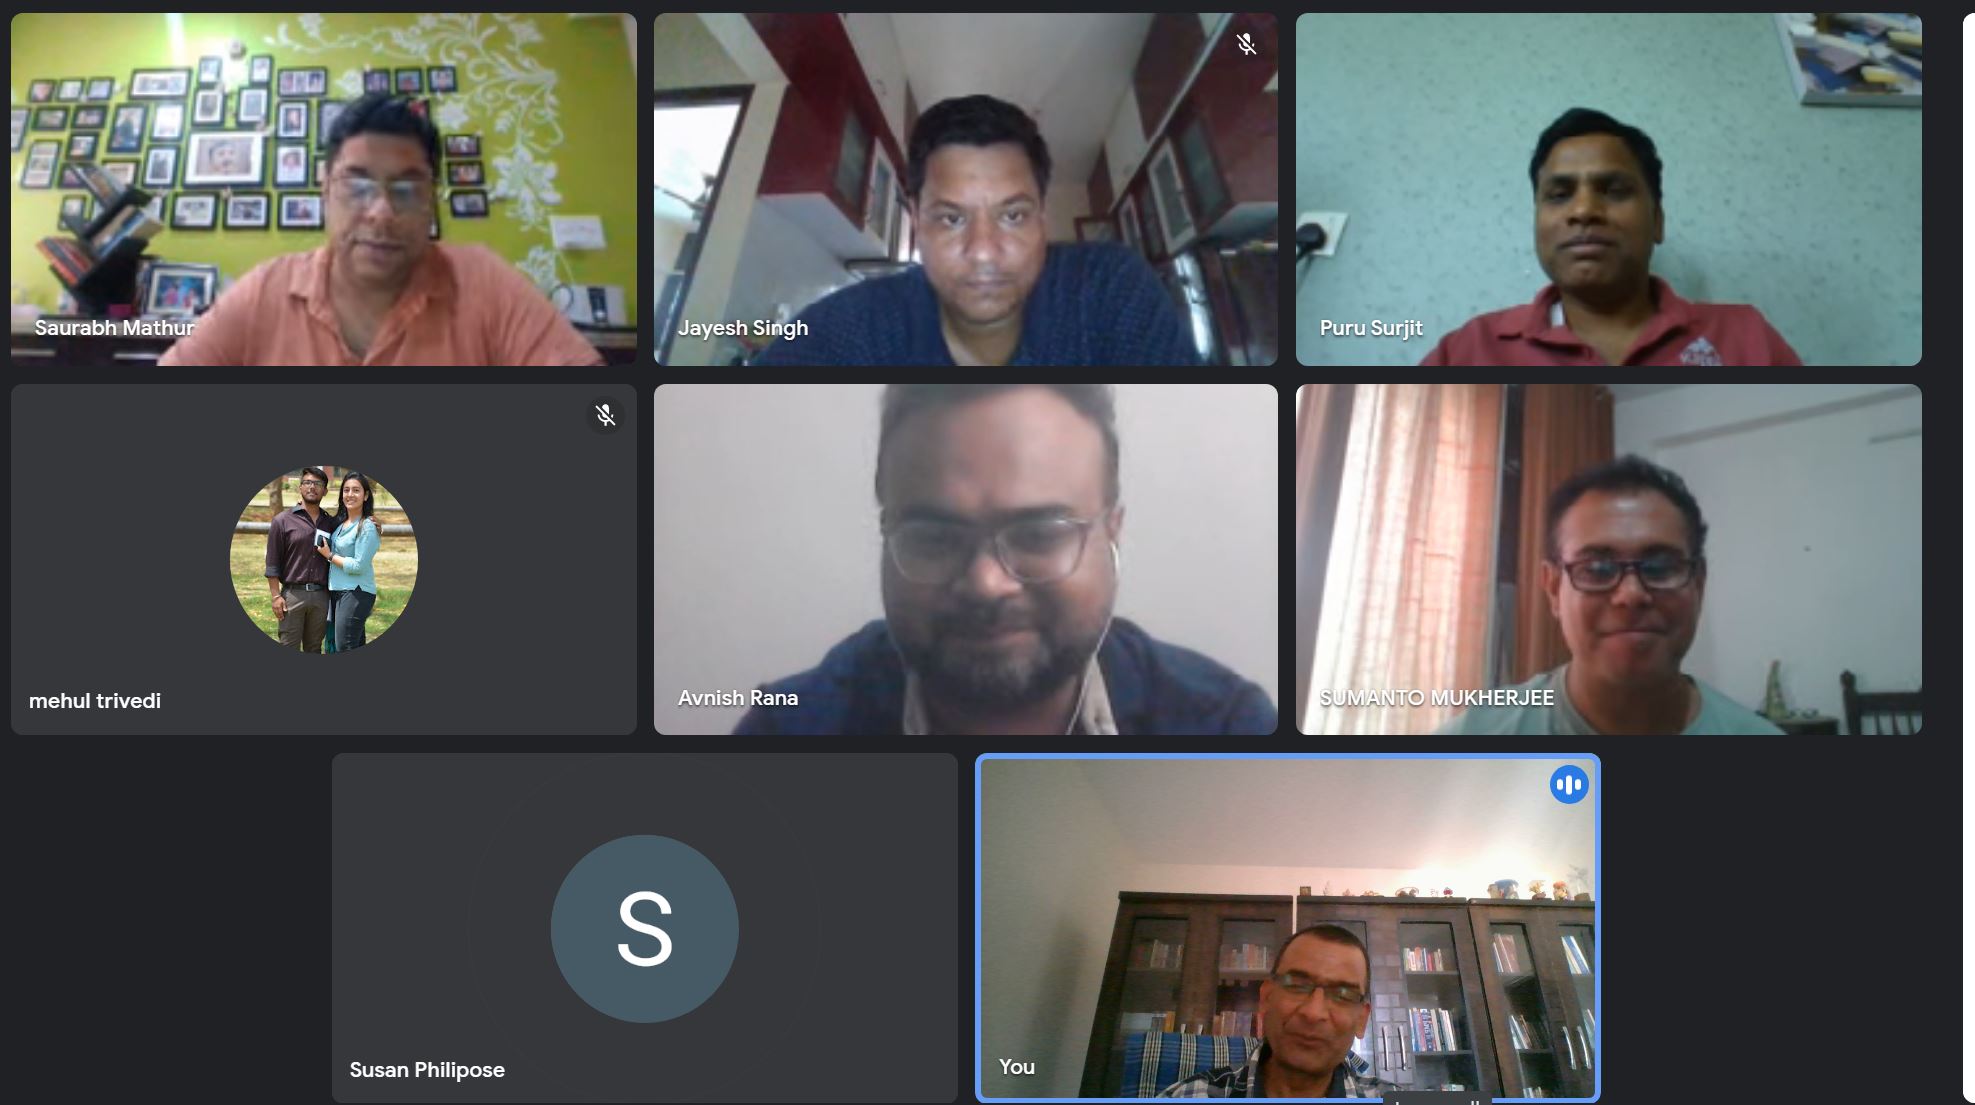 Saurabh Mathur
Jayesh Singh
Puru Surjit
mehul trivedi
Avnish Rana
SUMANTO MUKHERJEE
S
Susan Philipose
You